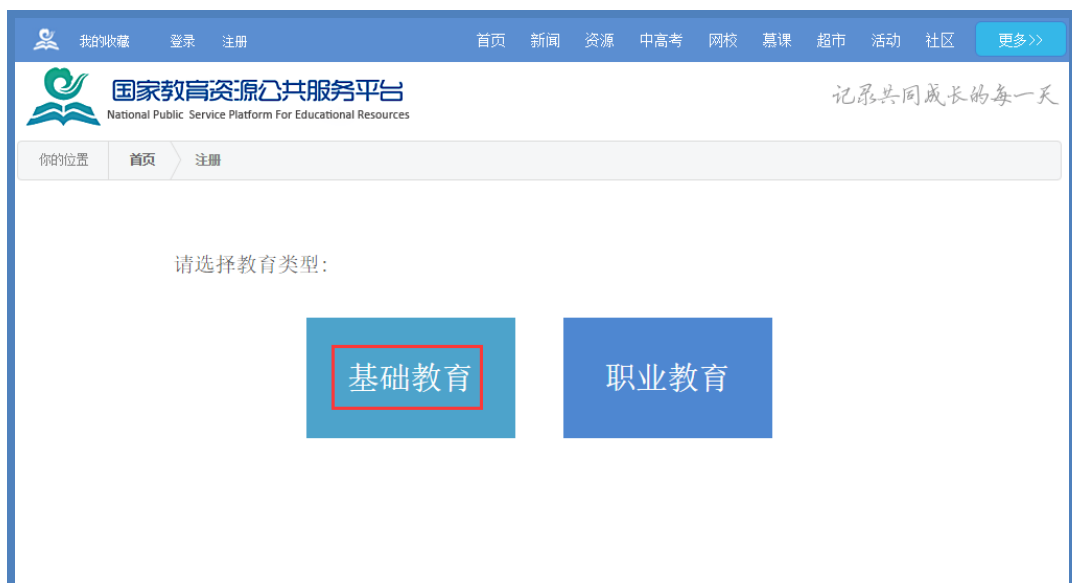 我的收藏 登录 注册 首页 新闻 资源 中高考 网校 慕课 超市 活动 社区 更多>>
国家教育资源公共服务平台
National Public Service Platform For Educational Resources
记录共同成长的每一天
你的位置 首页 注册
请选择教育类型:
基础教育 职业教育